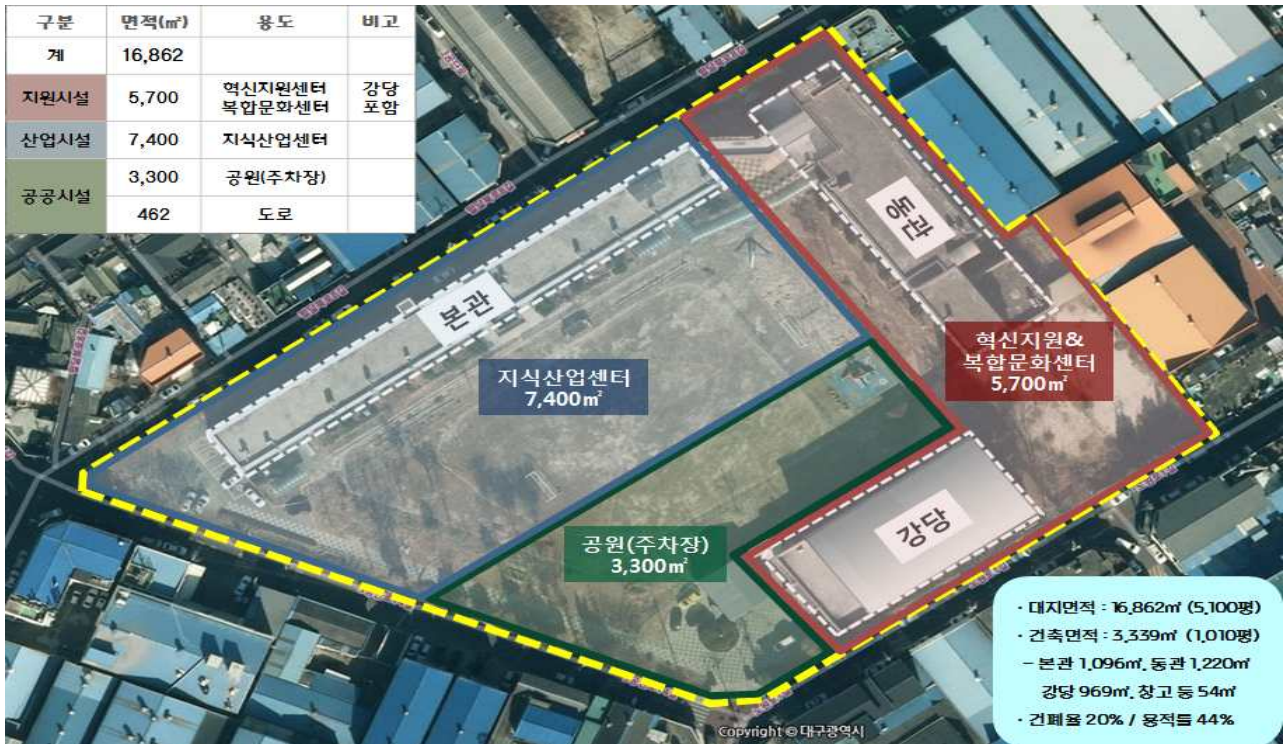 구분 면적(㎡) 용도 비고
계 16,862
지원시설 5,700 혁신지원센터 강당
복합문화센터 포함
산업시설 7,400 지식산업센터
공공시설 3,300 공원(주차장)
462 도로
동관
본관
지식산업센터
7,400㎡
혁신지원&
복합문화센터
5,700㎡
공원(주차장)
3,300㎡
강당
· 대지면적 : 16,862㎡ (5,100평)
· 건축면적 : 3,339㎡ (1,010평)
- 본관 1,096㎡, 동관 1,220㎡
강당 969㎡, 창고 등 54㎡
· 건폐율 20% / 용적률 44%
Copyright © 대구광역시